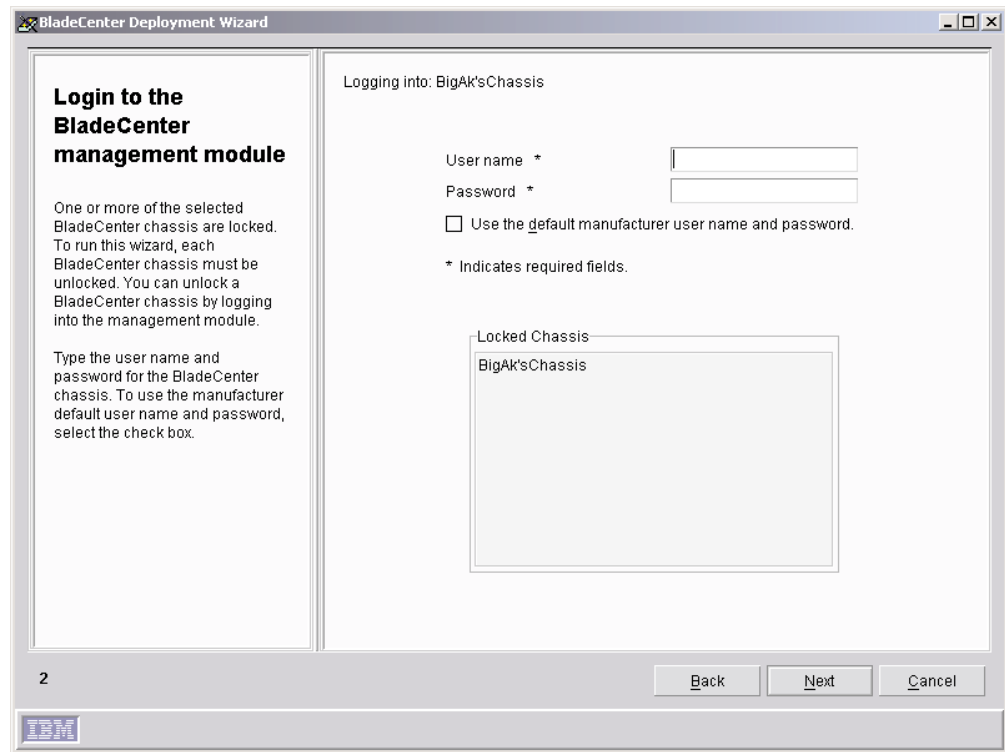 BladeCenter Deployment Wizard
Login to the
BladeCenter
management module
One or more of the selected
BladeCenter chassis are locked.
To run this wizard, each
BladeCenter chassis must be
unlocked. You can unlock a
BladeCenter chassis by logging
into the management module.
Type the user name and
password for the BladeCenter
chassis. To use the manufacturer
default user name and password,
select the check box.
Logging into: BigAk'sChassis
User name *
Password *
Use the default manufacturer user name and password.
* Indicates required fields.
Locked Chassis
BigAk'sChassis
2
Back
Next
Cancel
IBM